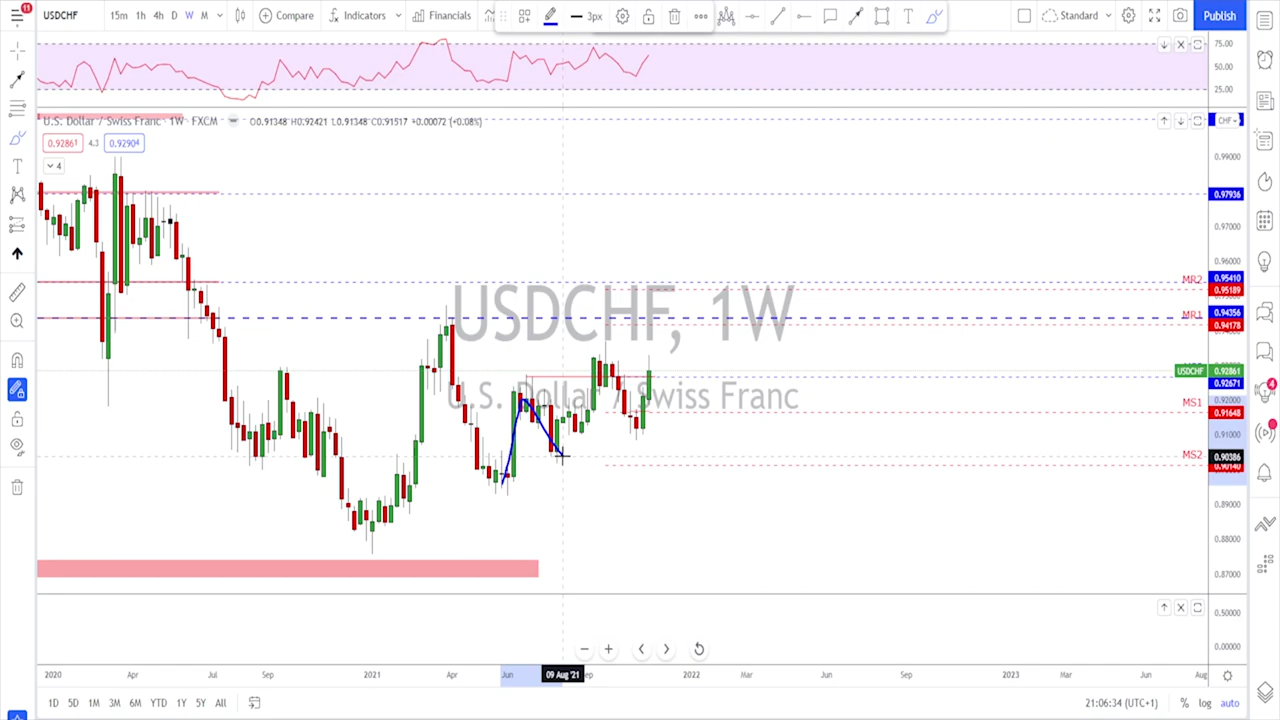 11
USDCHF
15m 1h 4h D W M
Compare
Indicators
Financials
3px
Standard
Publish
75.00
50.00
25.00
U.S. Dollar / Swiss Franc · 1W · FXCM
O0.91348 H0.92421 L0.91348 C0.91517 +0.00072 (+0.08%)
CHF
0.92861
4.3
0.92904
4
0.99000
0.97936
0.97000
0.96000
MR2
0.95410
0.95189
MR1
0.94356
0.94178
USDCHF, 1W
U.S. Dollar / Swiss Franc
USDCHF
0.92861
0.92671
0.92000
MS1
0.91648
0.91000
MS2
0.90386
0.90140
0.89000
0.88000
0.87000
0.50000
0.00000
4
2020 Apr Jul Sep 2021 Apr Jun 09 Aug '21 Sep 2022 Mar Jun Sep 2023 Mar Jun Aug
1D 5D 1M 3M 6M YTD 1Y 5Y All
21:06:34 (UTC+1)
% log auto